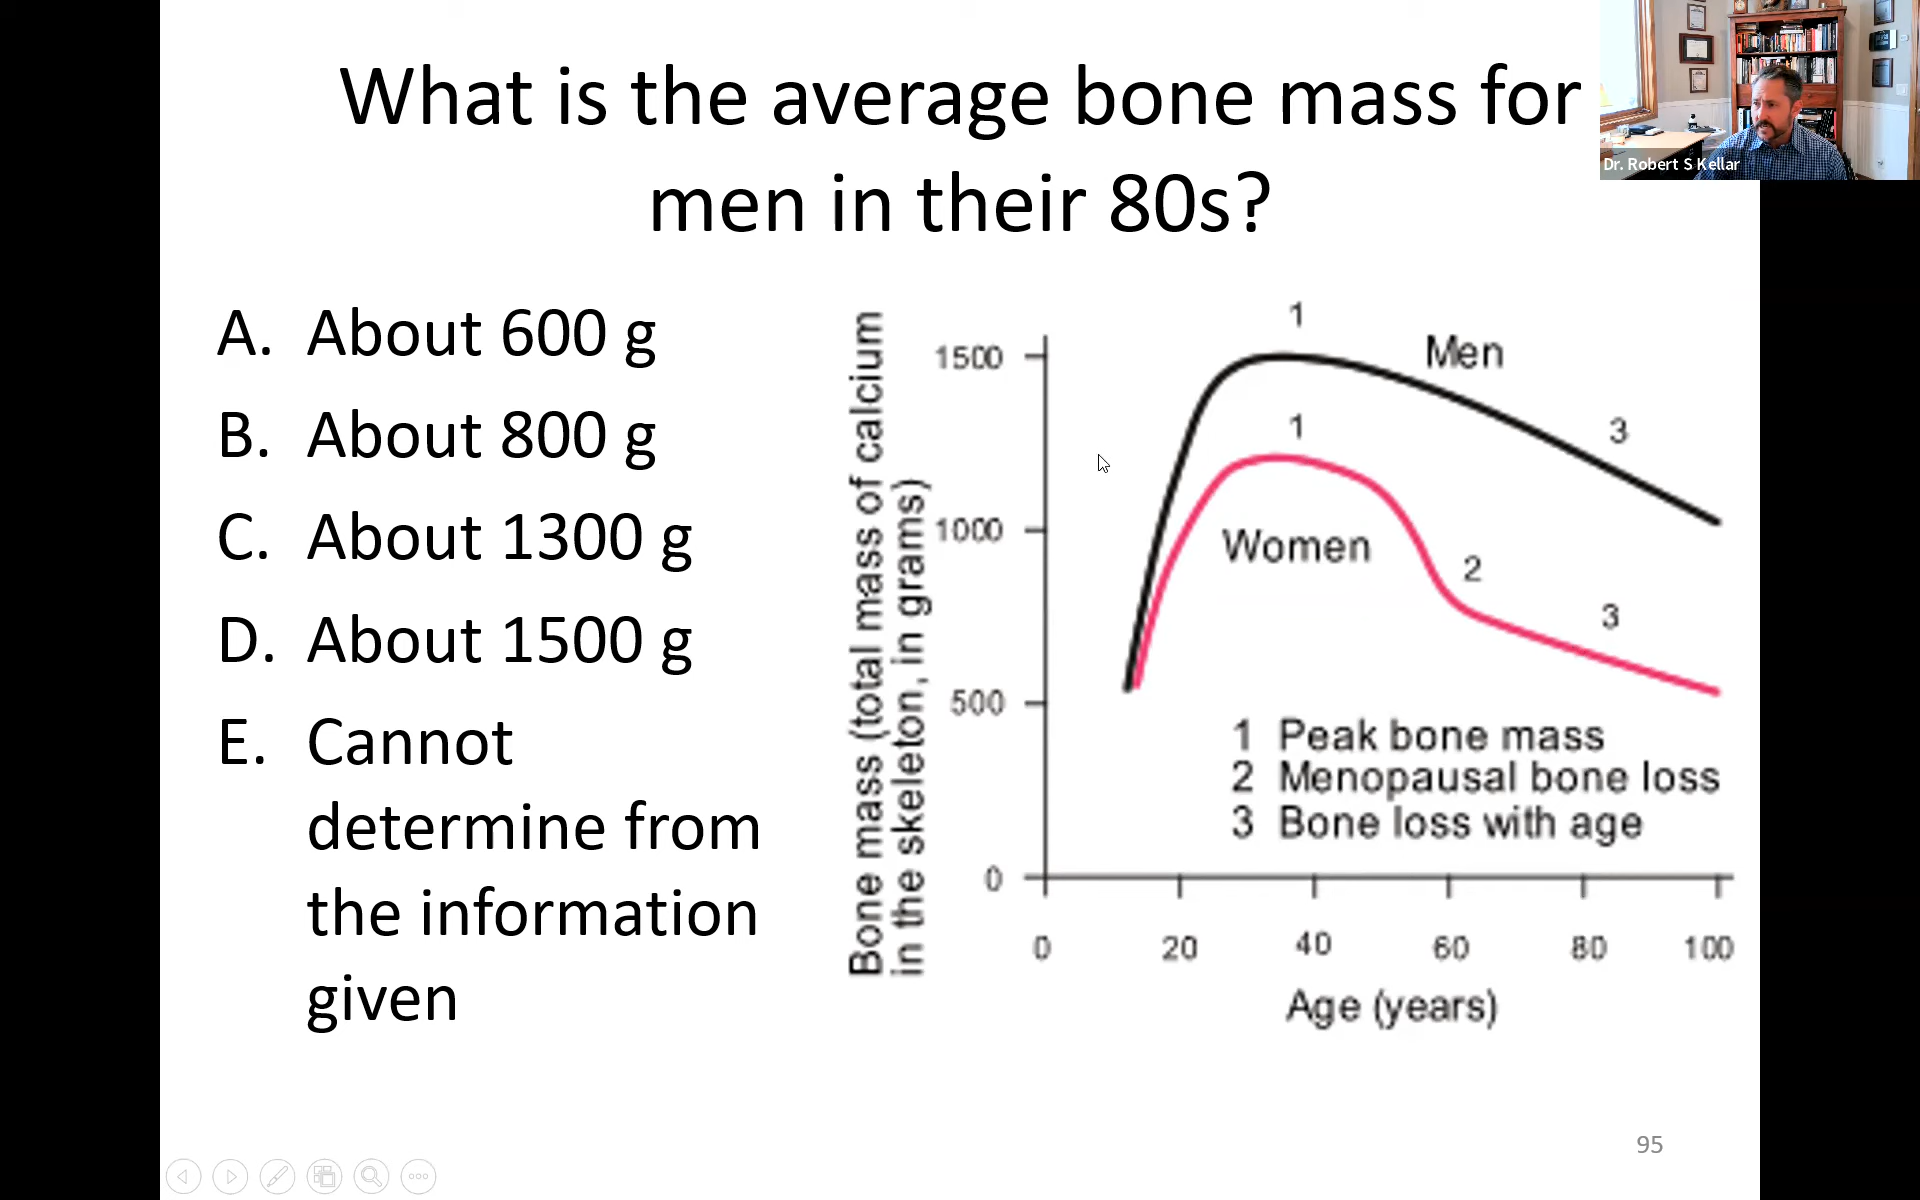 What is the average bone mass for
men in their 80s?
Dr. Robert S Kellar
A. About 600 g
B. About 800 g
C. About 1300 g
D. About 1500 g
E. Cannot
determine from
the information
given
Bone mass (total mass of calcium
in the skeleton, in grams)
1500
1000
500
0
1
Men
3
1
Women
2
3
1 Peak bone mass
2 Menopausal bone loss
3 Bone loss with age
0 20 40 60 80 100
Age (years)
95